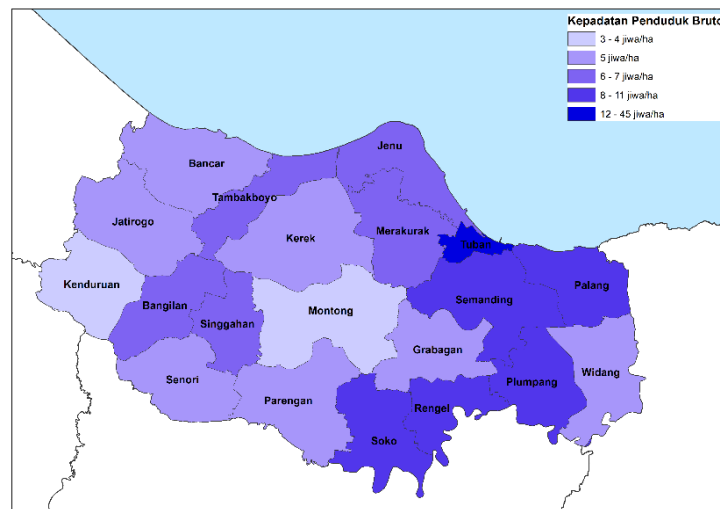 Kepadatan Penduduk Bruto
3 - 4 jiwa/ha
5 jiwa/ha
6 - 7 jiwa/ha
8 - 11 jiwa/ha
12 - 45 jiwa/ha
Jenu
Bancar
Tambakboyo
Jatirogo
Merakurak
Kerek
Tuban
Kenduruan
Palang
Semanding
Bangilan
Montong
Singgahan
Grabagan
Widang
Senori
Plumpang
Parengan
Rengel
Soko